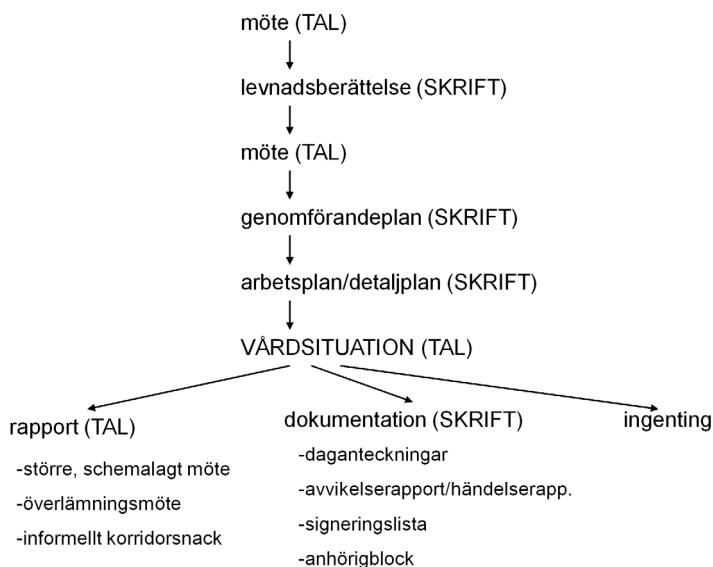 möte (TAL)
levnadsberättelse (SKRIFT)
möte (TAL)
genomförandeplan (SKRIFT)
arbetsplan/detaljplan (SKRIFT)
VÅRDSITUATION (TAL)
rapport (TAL)
-större, schemalagt möte
-överlämningsmöte
-informellt korridorsnack
dokumentation (SKRIFT)
-daganteckningar
-avvikelserapport/händelserapp.
-signeringslista
-anhörigblock
ingenting